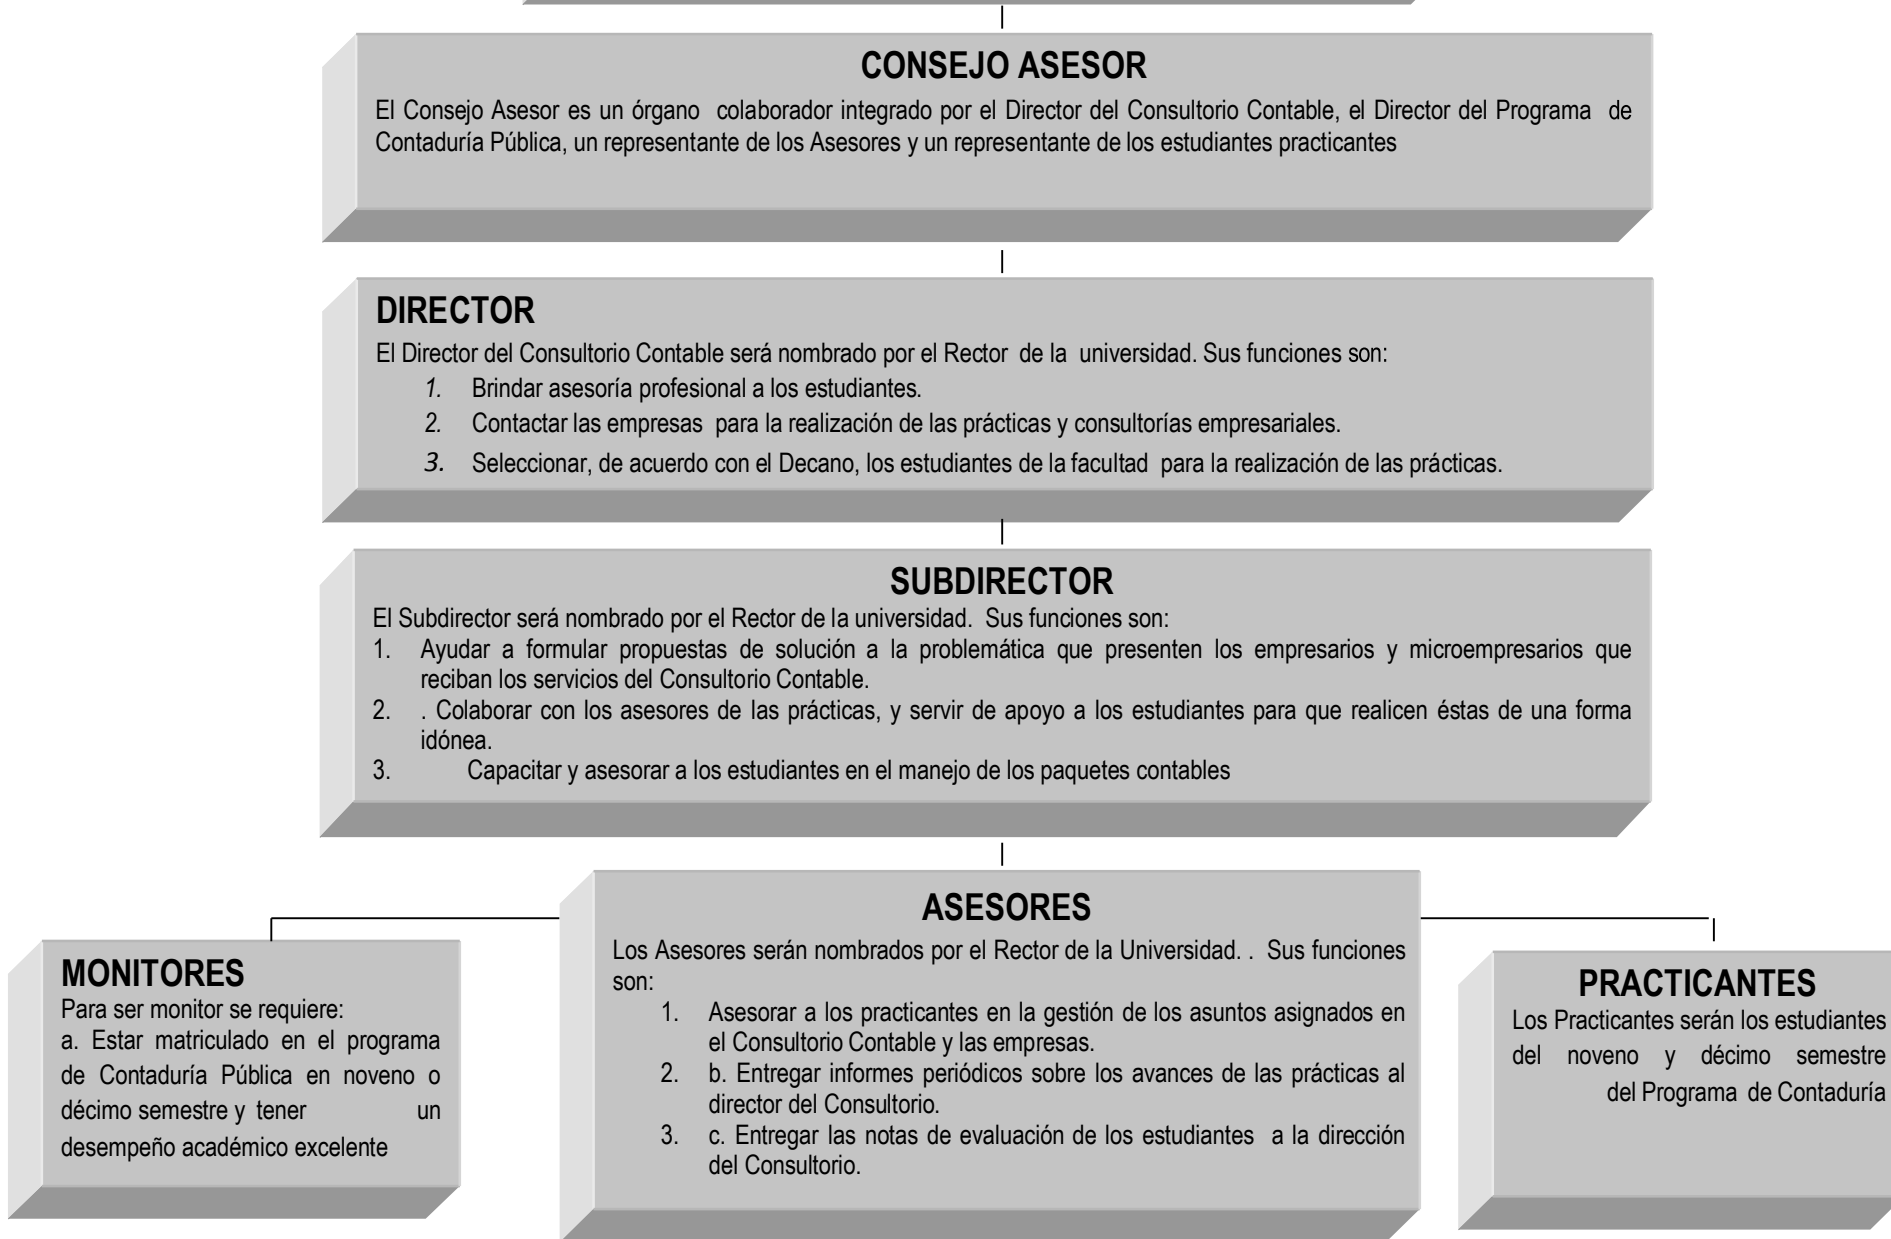 CONSEJO ASESOR
El Consejo Asesor es un órgano colaborador integrado por el Director del Consultorio Contable, el Director del Programa de
Contaduría Pública, un representante de los Asesores y un representante de los estudiantes practicantes
DIRECTOR
El Director del Consultorio Contable será nombrado por el Rector de la universidad. Sus funciones son:
1. Brindar asesoría profesional a los estudiantes.
2. Contactar las empresas para la realización de las prácticas y consultorías empresariales.
3. Seleccionar, de acuerdo con el Decano, los estudiantes de la facultad para la realización de las prácticas.
SUBDIRECTOR
El Subdirector será nombrado por el Rector de la universidad. Sus funciones son:
1. Ayudar a formular propuestas de solución a la problemática que presenten los empresarios y microempresarios que
reciban los servicios del Consultorio Contable.
2. . Colaborar con los asesores de las prácticas, y servir de apoyo a los estudiantes para que realicen éstas de una forma
idónea.
3. Capacitar y asesorar a los estudiantes en el manejo de los paquetes contables
MONITORES
Para ser monitor se requiere:
a. Estar matriculado en el programa
de Contaduría Pública en noveno o
décimo semestre y tener un
desempeño académico excelente
ASESORES
Los Asesores serán nombrados por el Rector de la Universidad. . Sus funciones
son:
1. Asesorar a los practicantes en la gestión de los asuntos asignados en
el Consultorio Contable y las empresas.
2. b. Entregar informes periódicos sobre los avances de las prácticas al
director del Consultorio.
3. c. Entregar las notas de evaluación de los estudiantes a la dirección
del Consultorio.
PRACTICANTES
Los Practicantes serán los estudiantes
del noveno y décimo semestre
del Programa de Contaduría